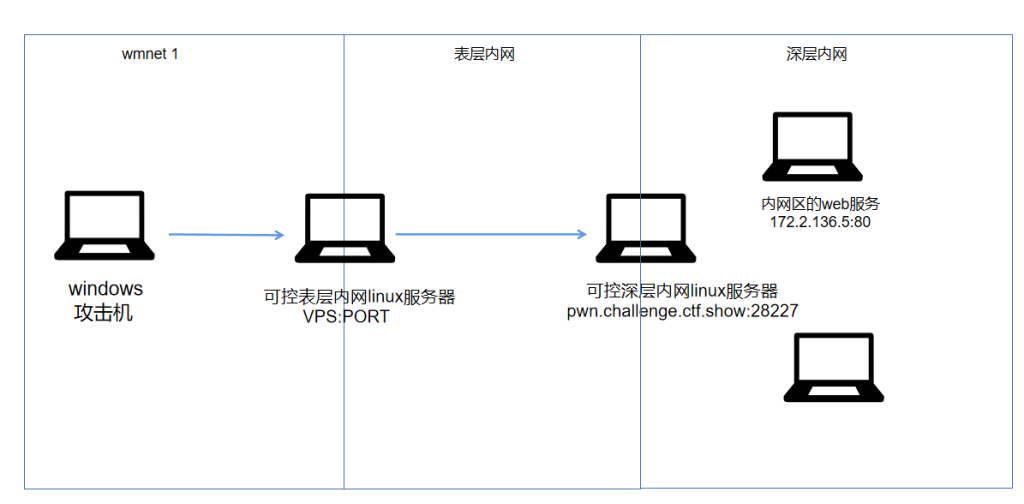 wmnet 1
表层内网
深层内网
内网区的web服务
172.2.136.5:80
windows
攻击机
可控表层内网linux服务器
VPS:PORT
可控深层内网linux服务器
pwn.challenge.ctf.show:28227